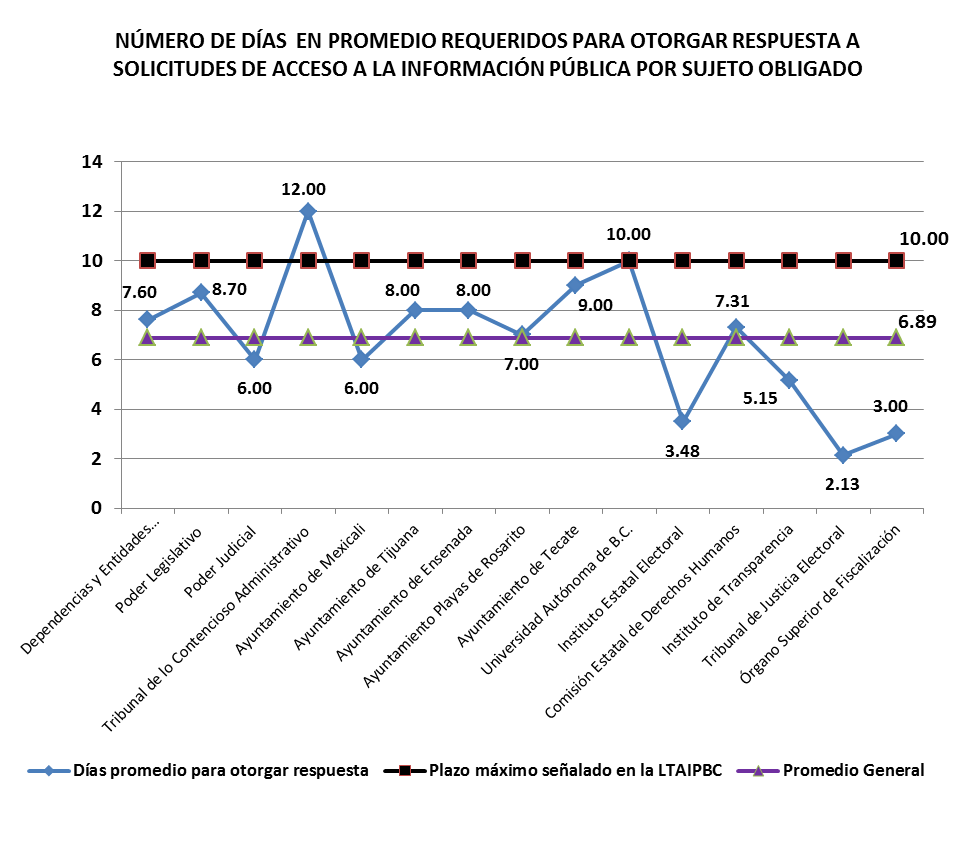 NÚMERO DE DÍAS EN PROMEDIO REQUERIDOS PARA OTORGAR RESPUESTA A
SOLICITUDES DE ACCESO A LA INFORMACIÓN PÚBLICA POR SUJETO OBLIGADO
14
12
10
8
6
4
2
0
7.60
8.70
6.00
12.00
6.00
8.00
8.00
7.00
9.00
10.00
3.48
7.31
5.15
2.13
3.00
10.00
6.89
Dependencias y Entidades...
Poder Legislativo
Poder Judicial
Tribunal de lo Contencioso Administrativo
Ayuntamiento de Mexicali
Ayuntamiento de Tijuana
Ayuntamiento de Ensenada
Ayuntamiento Playas de Rosarito
Ayuntamiento de Tecate
Universidad Autónoma de B.C.
Instituto Estatal Electoral
Comisión Estatal de Derechos Humanos
Instituto de Transparencia
Tribunal de Justicia Electoral
Órgano Superior de Fiscalización
Días promedio para otorgar respuesta
Plazo máximo señalado en la LTAIPBC
Promedio General